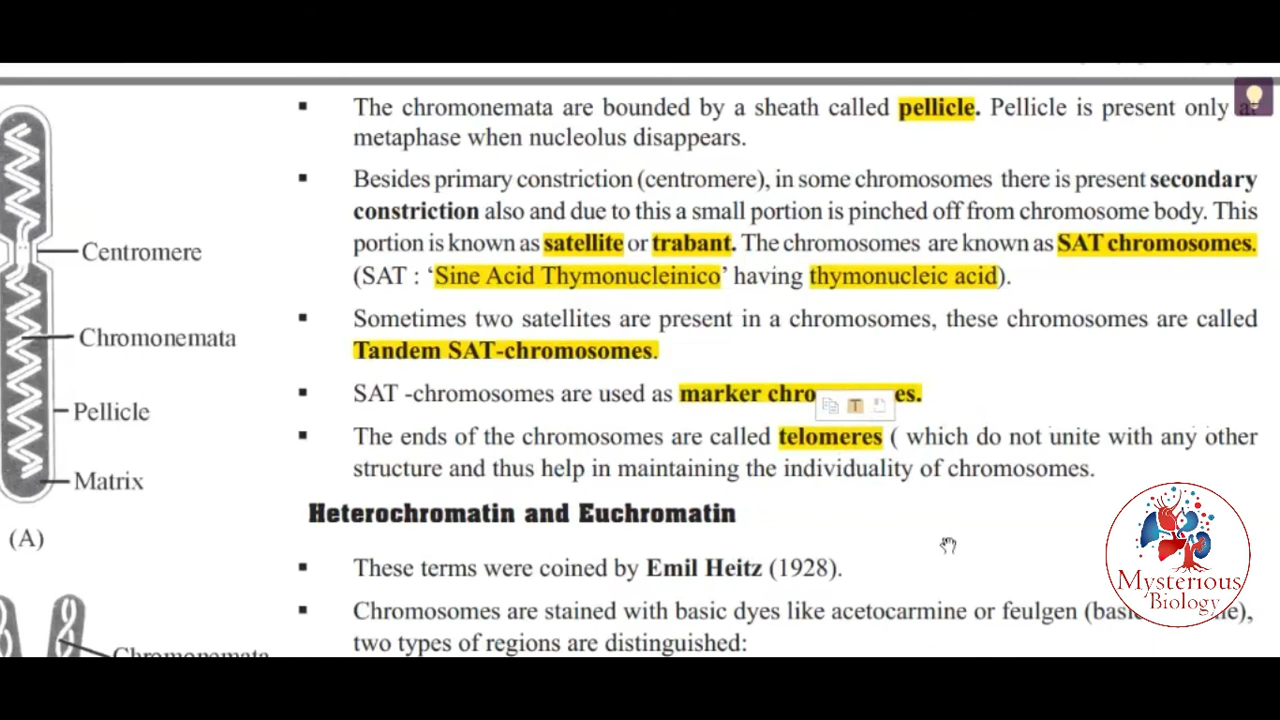 The chromonemata are bounded by a sheath called pellicle. Pellicle is present only at
metaphase when nucleolus disappears.
Besides primary constriction (centromere), in some chromosomes there is present secondary
constriction also and due to this a small portion is pinched off from chromosome body. This
portion is known as satellite or trabant. The chromosomes are known as SAT chromosomes.
(SAT : ‘Sine Acid Thymonucleinico’ having thymonucleic acid).
Sometimes two satellites are present in a chromosomes, these chromosomes are called
Tandem SAT-chromosomes.
SAT -chromosomes are used as marker chro es.
The ends of the chromosomes are called telomeres ( which do not unite with any other
structure and thus help in maintaining the individuality of chromosomes.
Heterochromatin and Euchromatin
These terms were coined by Emil Heitz (1928).
Chromosomes are stained with basic dyes like acetocarmine or feulgen
two types of regions are distinguished:
Centromere
Chromonemata
Pellicle
Matrix
(A)
Chromonemata
T
Mysterious
Biology